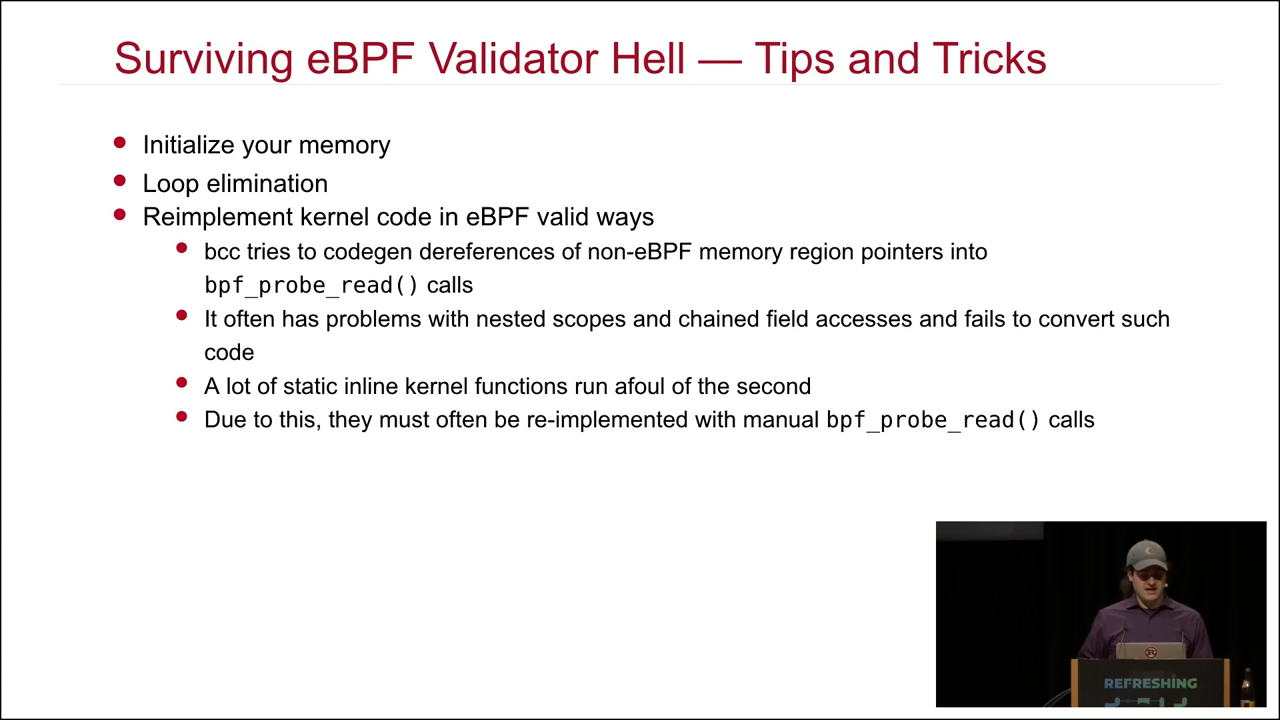 Surviving eBPF Validator Hell — Tips and Tricks
Initialize your memory
Loop elimination
Reimplement kernel code in eBPF valid ways
bcc tries to codegen dereferences of non-eBPF memory region pointers into
bpf_probe_read() calls
It often has problems with nested scopes and chained field accesses and fails to convert such
code
A lot of static inline kernel functions run afoul of the second
Due to this, they must often be re-implemented with manual bpf_probe_read() calls
REFRESHING